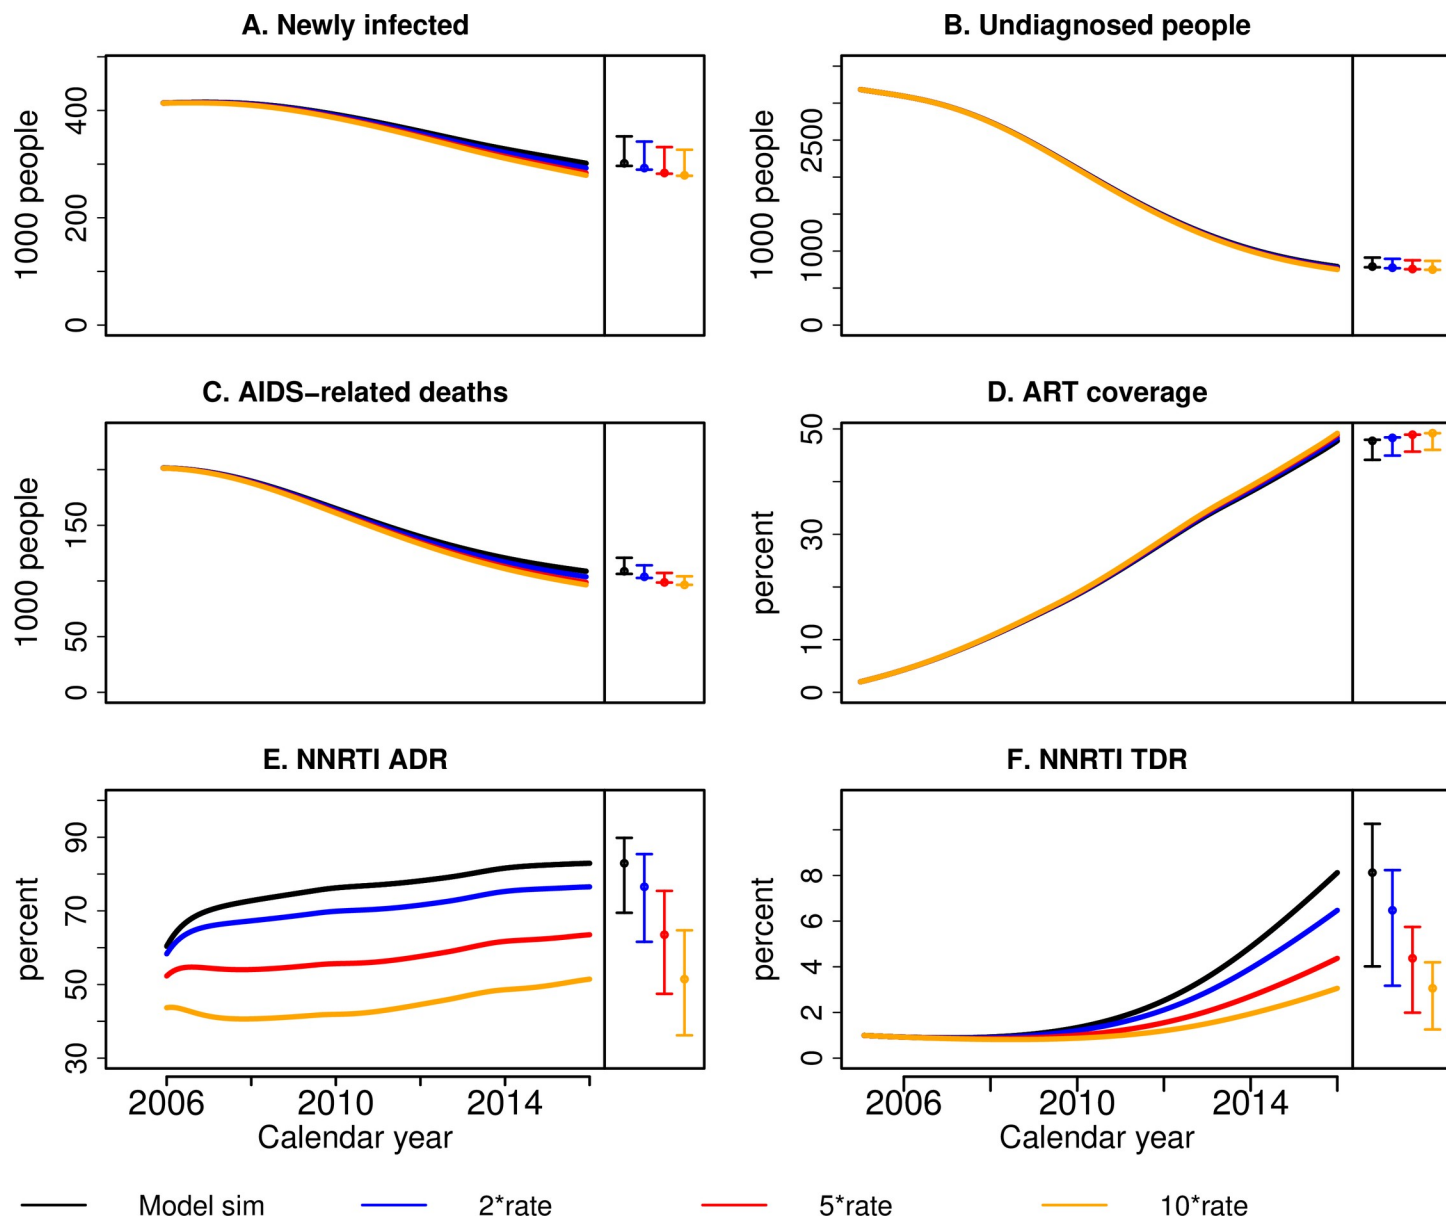 A. Newly infected
1000 people
0
200
400
B. Undiagnosed people
1000 people
0
1000
2500
C. AIDS−related deaths
1000 people
0
50
150
D. ART coverage
percent
0
10
30
50
E. NNRTI ADR
percent
30
50
70
90
2006 2010 2014
Calendar year
F. NNRTI TDR
percent
0
2
4
6
8
2006 2010 2014
Calendar year
Model sim 2*rate 5*rate 10*rate